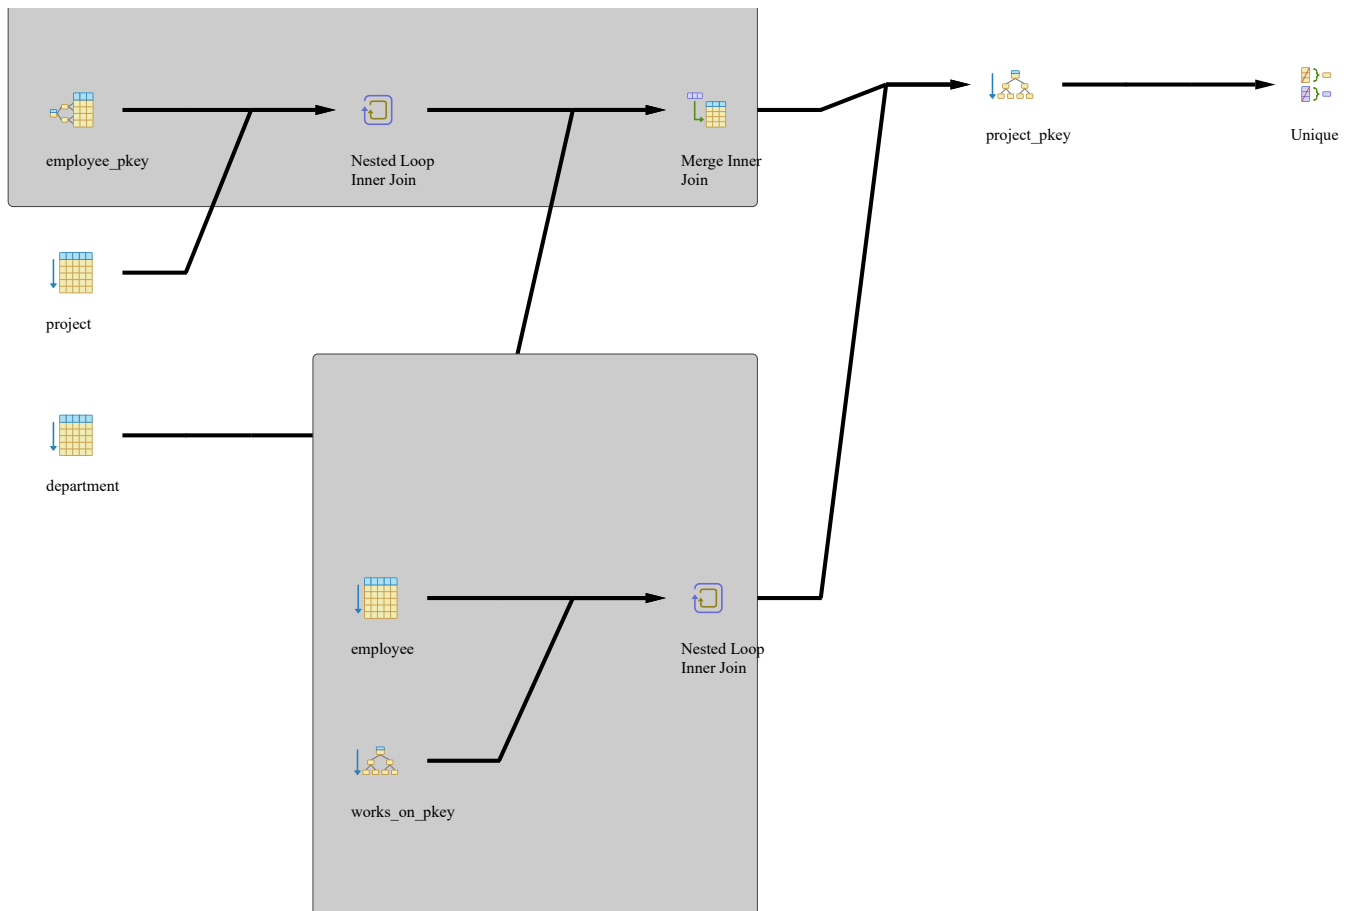 employee_pkey
Nested Loop
Inner Join
Merge Inner
Join
project_pkey
Unique
project
department
employee
Nested Loop
Inner Join
works_on_pkey